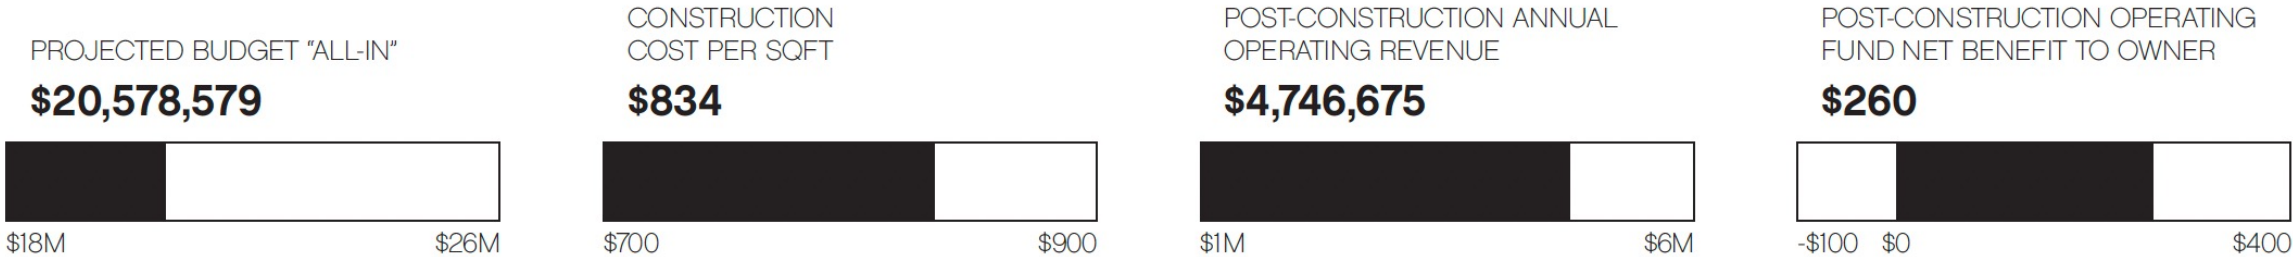 PROJECTED BUDGET “ALL-IN”
$20,578,579
$18M $26M
CONSTRUCTION
COST PER SQFT
$834
$700 $900
POST-CONSTRUCTION ANNUAL
OPERATING REVENUE
$4,746,675
$1M $6M
POST-CONSTRUCTION OPERATING
FUND NET BENEFIT TO OWNER
$260
-$100 $0 $400